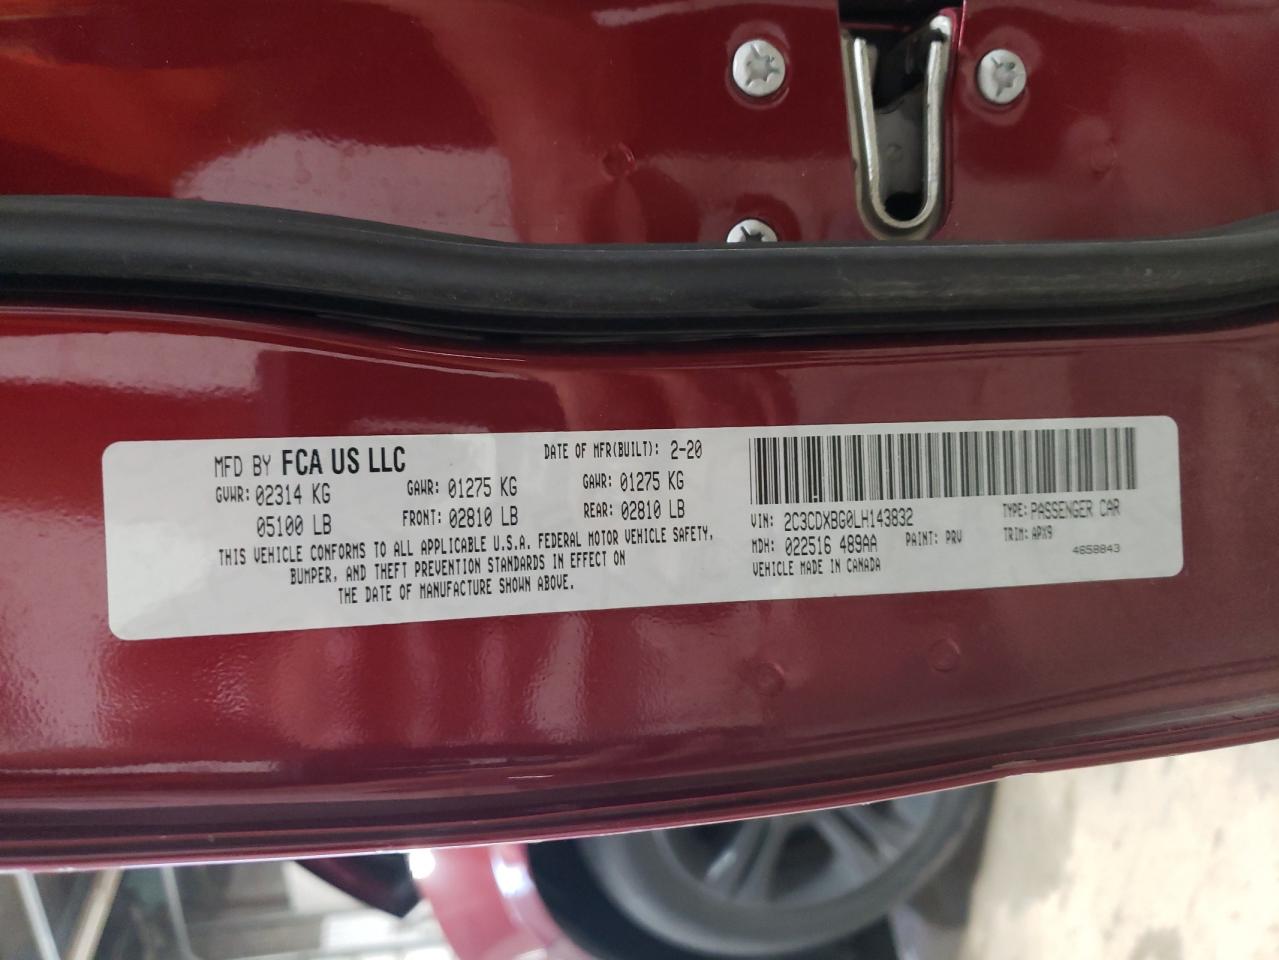 MFD BY FCA US LLC DATE OF MFR(BUILT): 2-20
GVWR: 02314 KG GAWR: 01275 KG GAWR: 01275 KG
05100 LB FRONT: 02810 LB REAR: 02810 LB
THIS VEHICLE CONFORMS TO ALL APPLICABLE U.S.A. FEDERAL MOTOR VEHICLE SAFETY,
BUMPER, AND THEFT PREVENTION STANDARDS IN EFFECT ON
THE DATE OF MANUFACTURE SHOWN ABOVE.
VIN: 2C3CDXBG0LH143832 TYPE: PASSENGER CAR
MDH: 022516 489AA PAINT: PRV TRIM: APX9
VEHICLE MADE IN CANADA 4658843